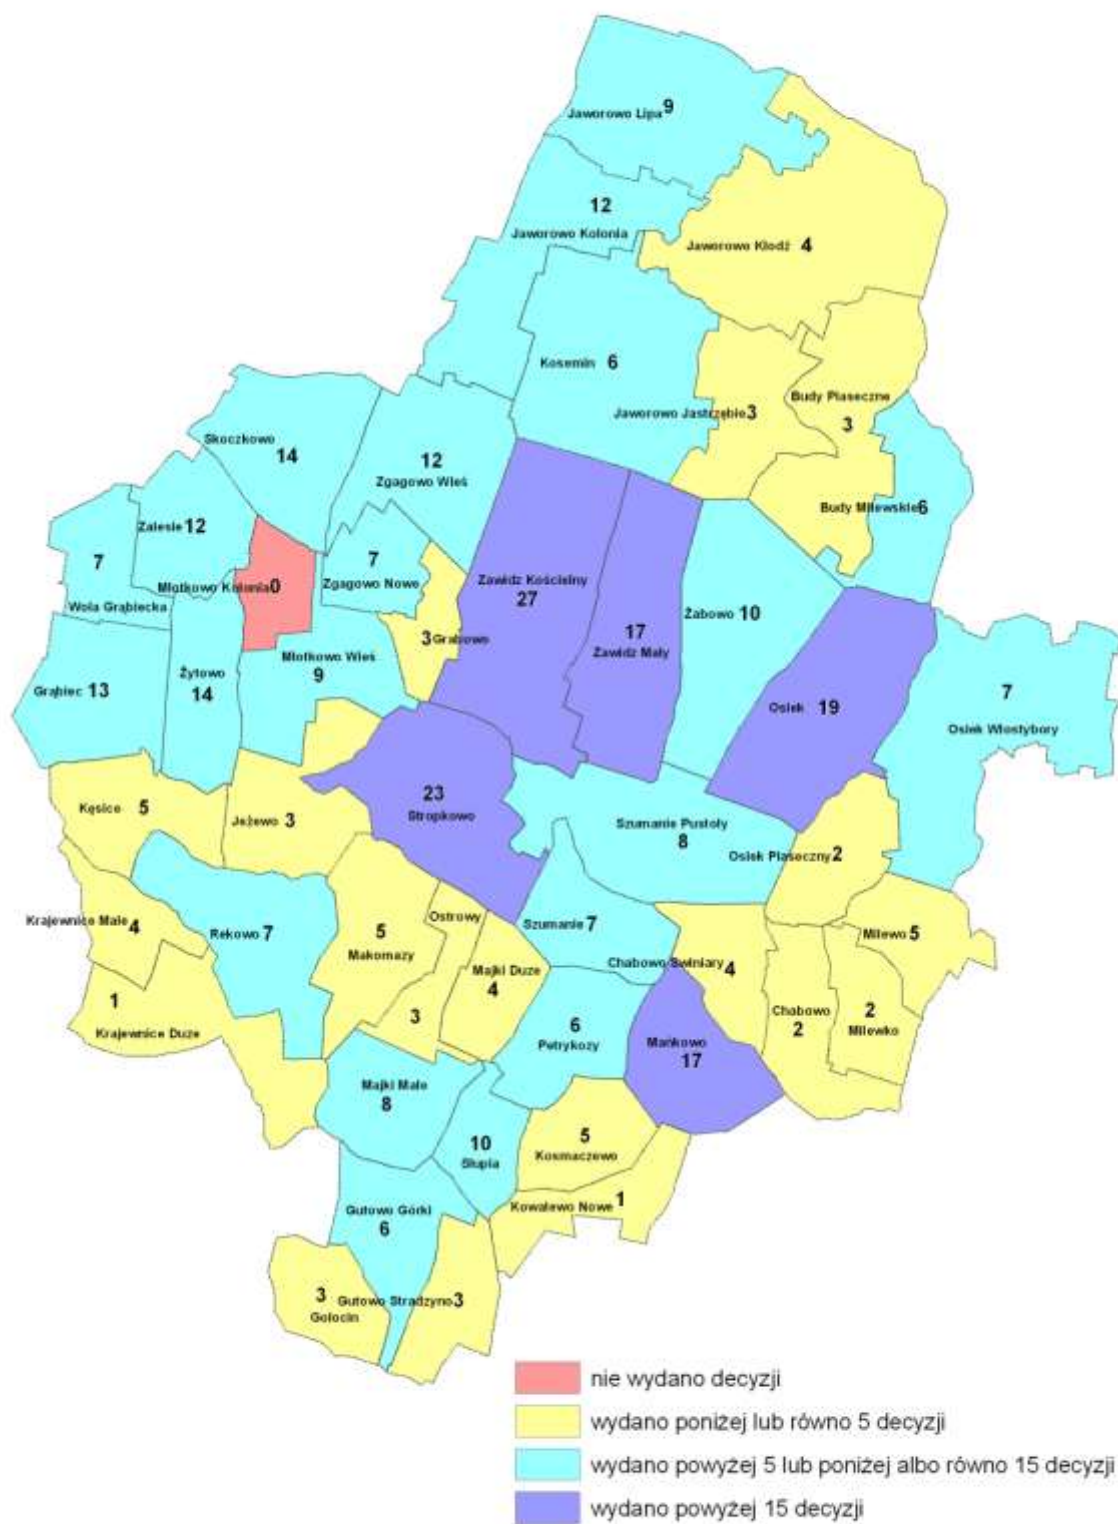 Jaworowo Lipa 9
12
Jaworowo Kolonia
Jaworowo Kłódź 4
Kosemin 6
Jaworowo Jastrzębie 3
Budy Piaseczne
3
Skoczkowo
14
12
Zgagowo Wieś
Budy Milewskie 6
Zalesie 12
7
Wola Grąbiecka
Młotkowo Kolonia 0
7
Zgagowo Nowe
Zawidz Kościelny
27
17
Zawidz Mały
Żabowo 10
3 Grabowo
Młotkowo Wieś
9
Grąbiec 13
Żytowo
14
Osiek 19
7
Osiek Włostybory
Kęsice 5
Jeżewo 3
23
Stropkowo
Szumanie Pustoły
8
Osiek Piaseczny 2
Krajewnice Małe 4
Rekowo 7
5
Makomazy
Ostrowy
3
Majki Duże
4
Szumanie 7
Chabowo Świniary 4
Milewo 5
Chabowo
2
2
Milewko
1
Krajewnice Duże
6
Petrykozy
Mańkowo
17
Majki Małe
8
10
Słupia
5
Kosmaczewo
Kowalewo Nowe 1
Gutowo Górki
6
3
Gołocin
Gutowo Stradzyno 3
nie wydano decyzji
wydano poniżej lub równo 5 decyzji
wydano powyżej 5 lub poniżej albo równo 15 decyzji
wydano powyżej 15 decyzji